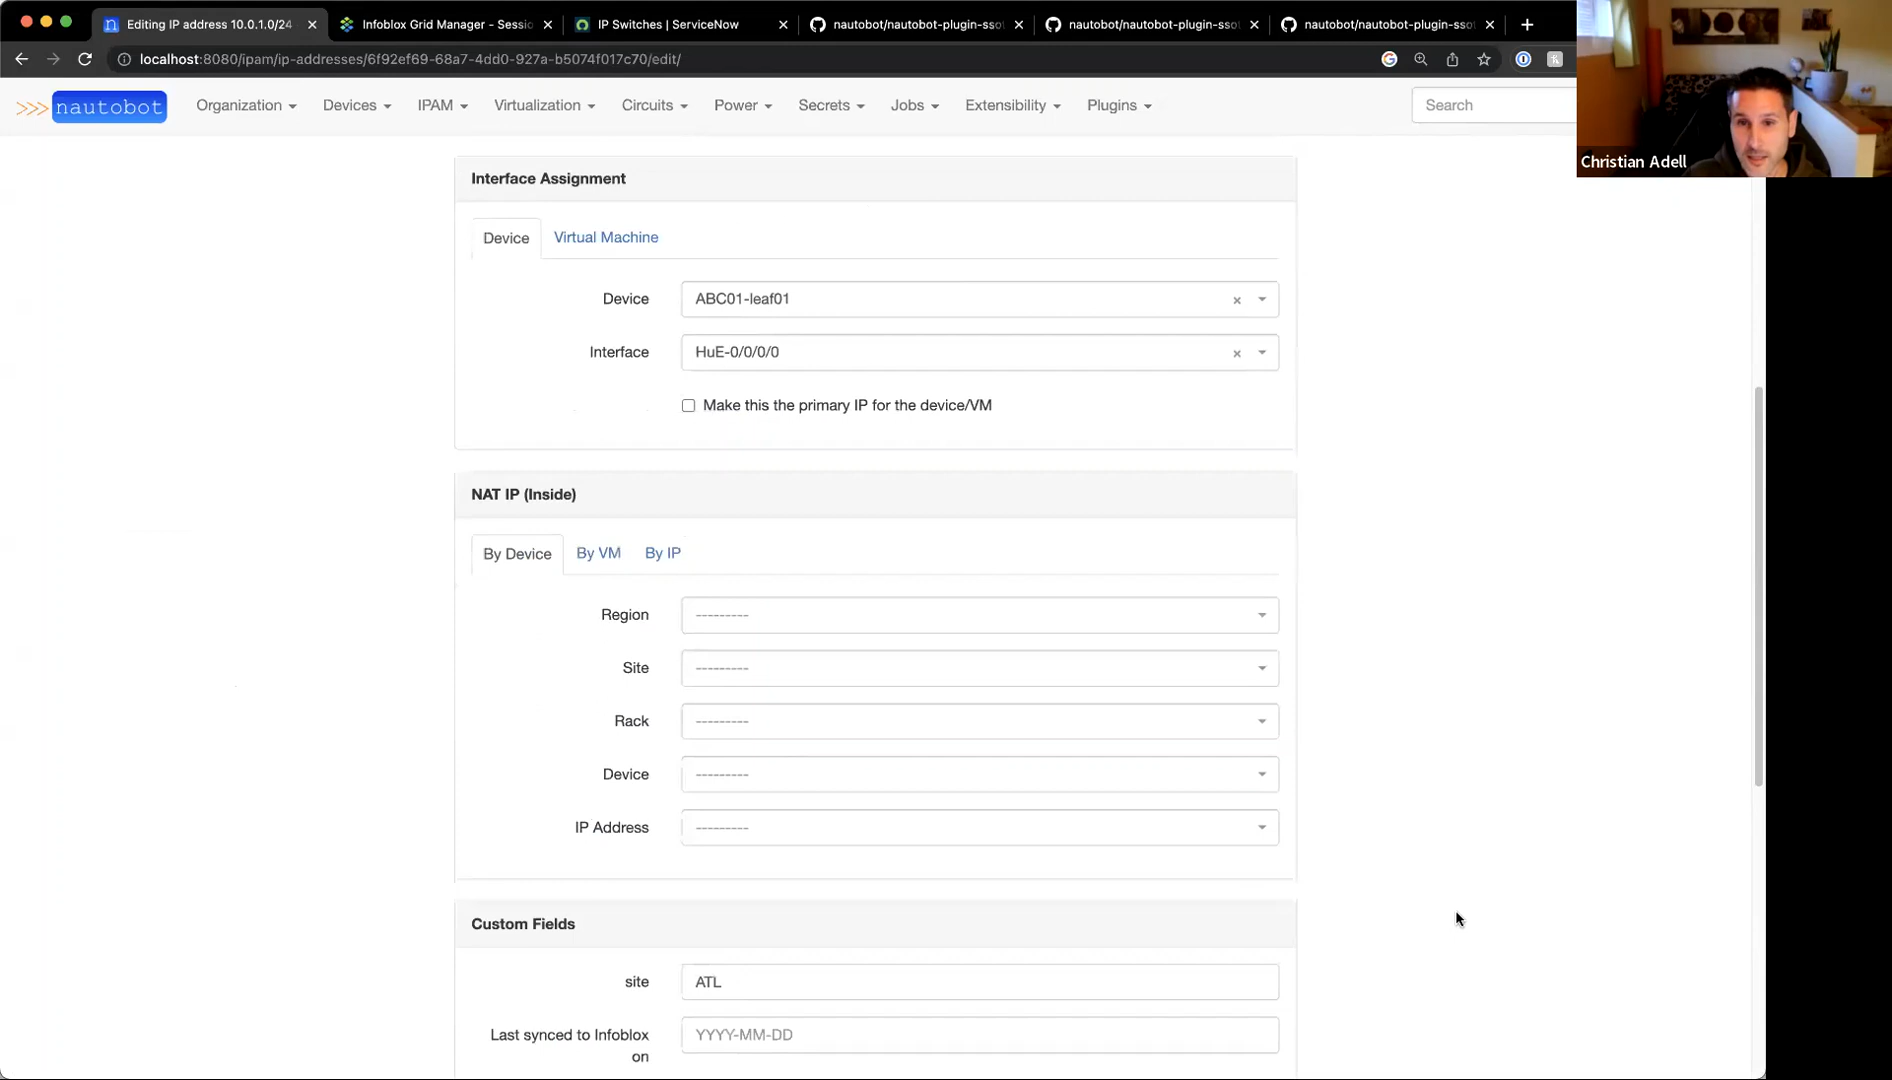 Editing IP address 10.0.1.0/24
Infoblox Grid Manager - Sessio
IP Switches | ServiceNow
nautobot/nautobot-plugin-ssot
nautobot/nautobot-plugin-ssot
nautobot/nautobot-plugin-ssot
localhost:8080/ipam/ip-addresses/6f92ef69-68a7-4dd0-927a-b5074f017c70/edit/
>>> nautobot
Organization
Devices
IPAM
Virtualization
Circuits
Power
Secrets
Jobs
Extensibility
Plugins
Search
Christian Adell
Interface Assignment
Device
Virtual Machine
Device
ABC01-leaf01
Interface
HuE-0/0/0/0
Make this the primary IP for the device/VM
NAT IP (Inside)
By Device
By VM
By IP
Region
---------
Site
---------
Rack
---------
Device
---------
IP Address
---------
Custom Fields
site
ATL
Last synced to Infoblox
on
YYYY-MM-DD